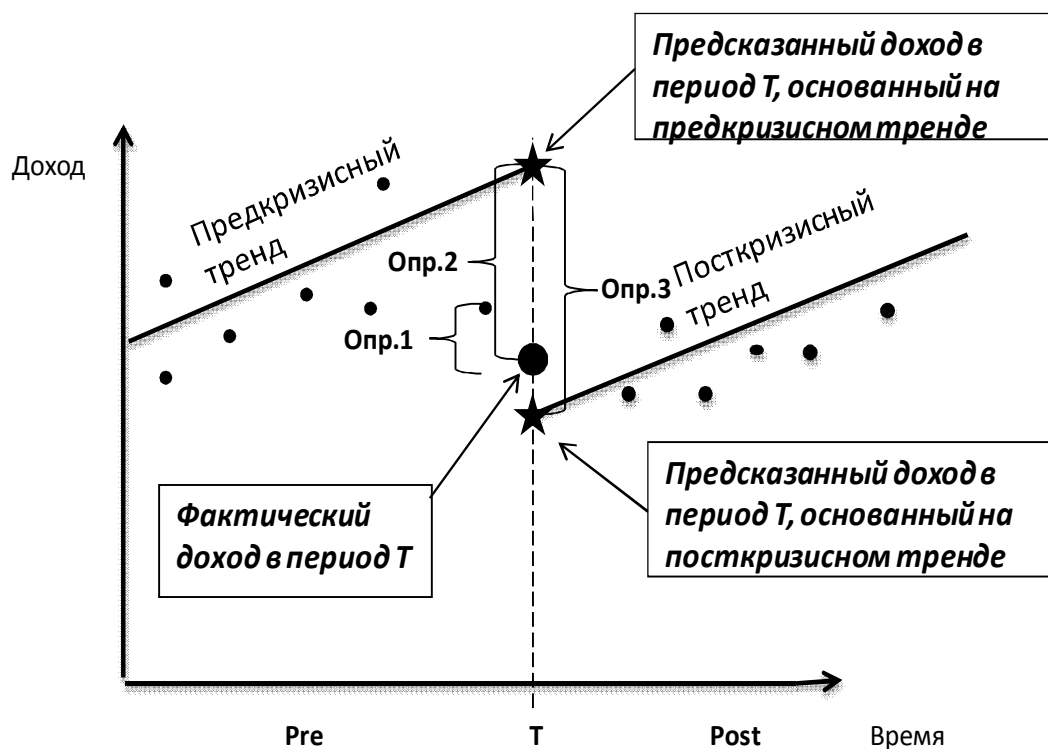 Предсказанный доход в
период Т, основанный на
предкризисном тренде
Доход
Предкризисный
тренд
Опр.2
Опр.3
Посткризисный
тренд
Опр.1
Фактический
доход в период Т
Предсказанный доход в
период Т, основанный на
посткризисном тренде
Pre
T
Post
Время